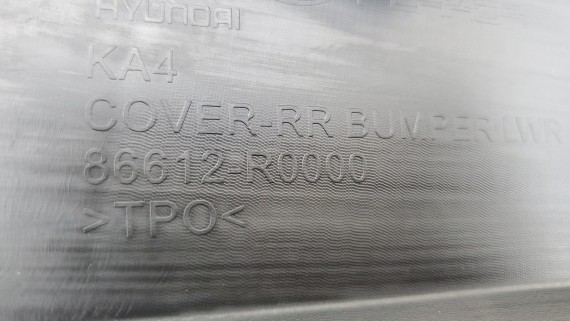 HYUNDAI
KA4
COVER-RR BUMPER LWR
86612-R0000
>TPO<